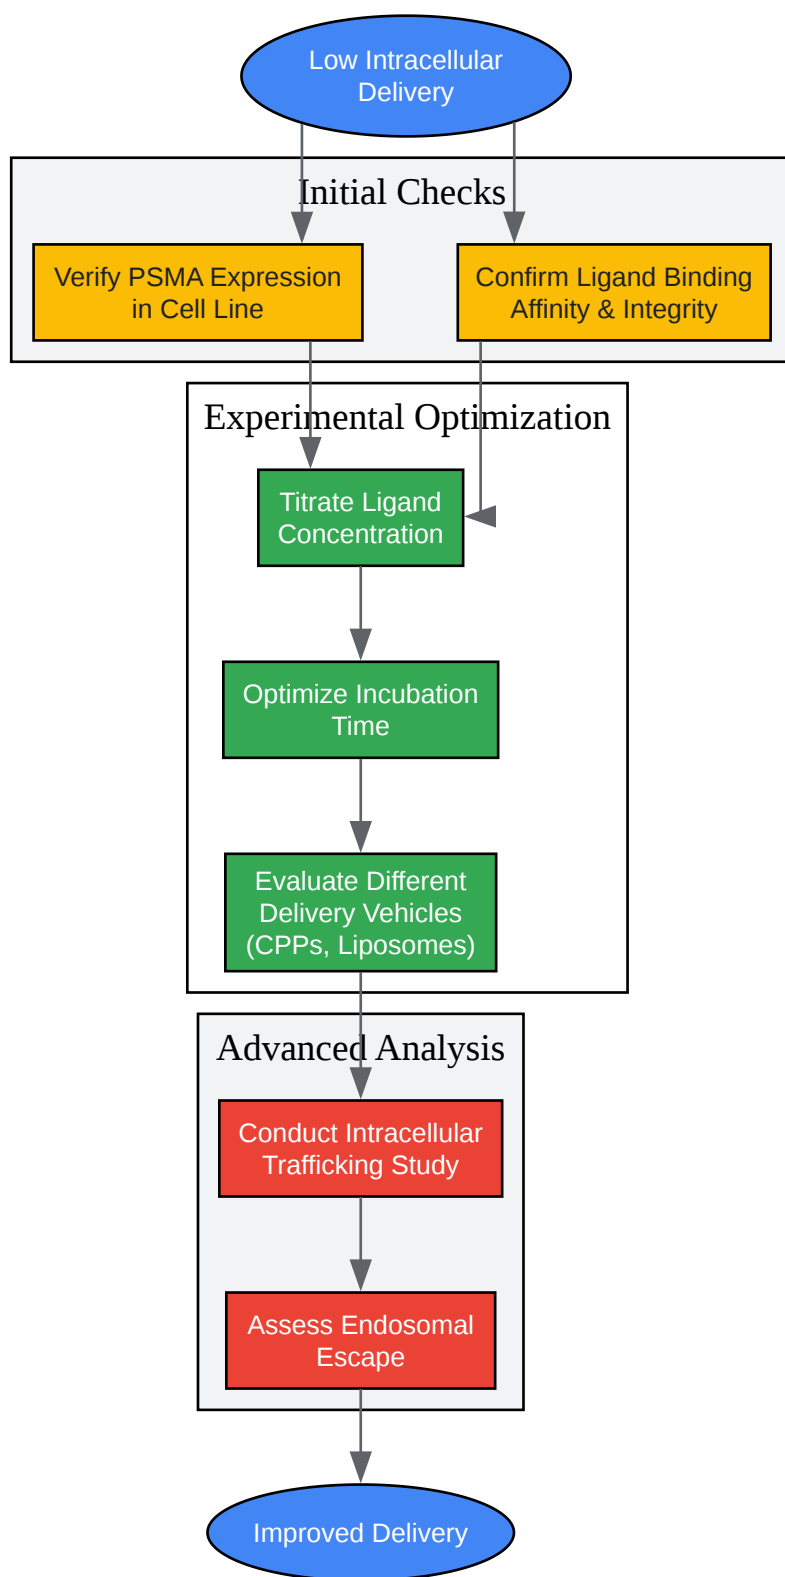 Low Intracellular
Delivery
Initial Checks
Verify PSMA Expression
in Cell Line
Confirm Ligand Binding
Affinity & Integrity
Experimental Optimization
Titrate Ligand
Concentration
Optimize Incubation
Time
Evaluate Different
Delivery Vehicles
(CPPs, Liposomes)
Advanced Analysis
Conduct Intracellular
Trafficking Study
Assess Endosomal
Escape
Improved Delivery